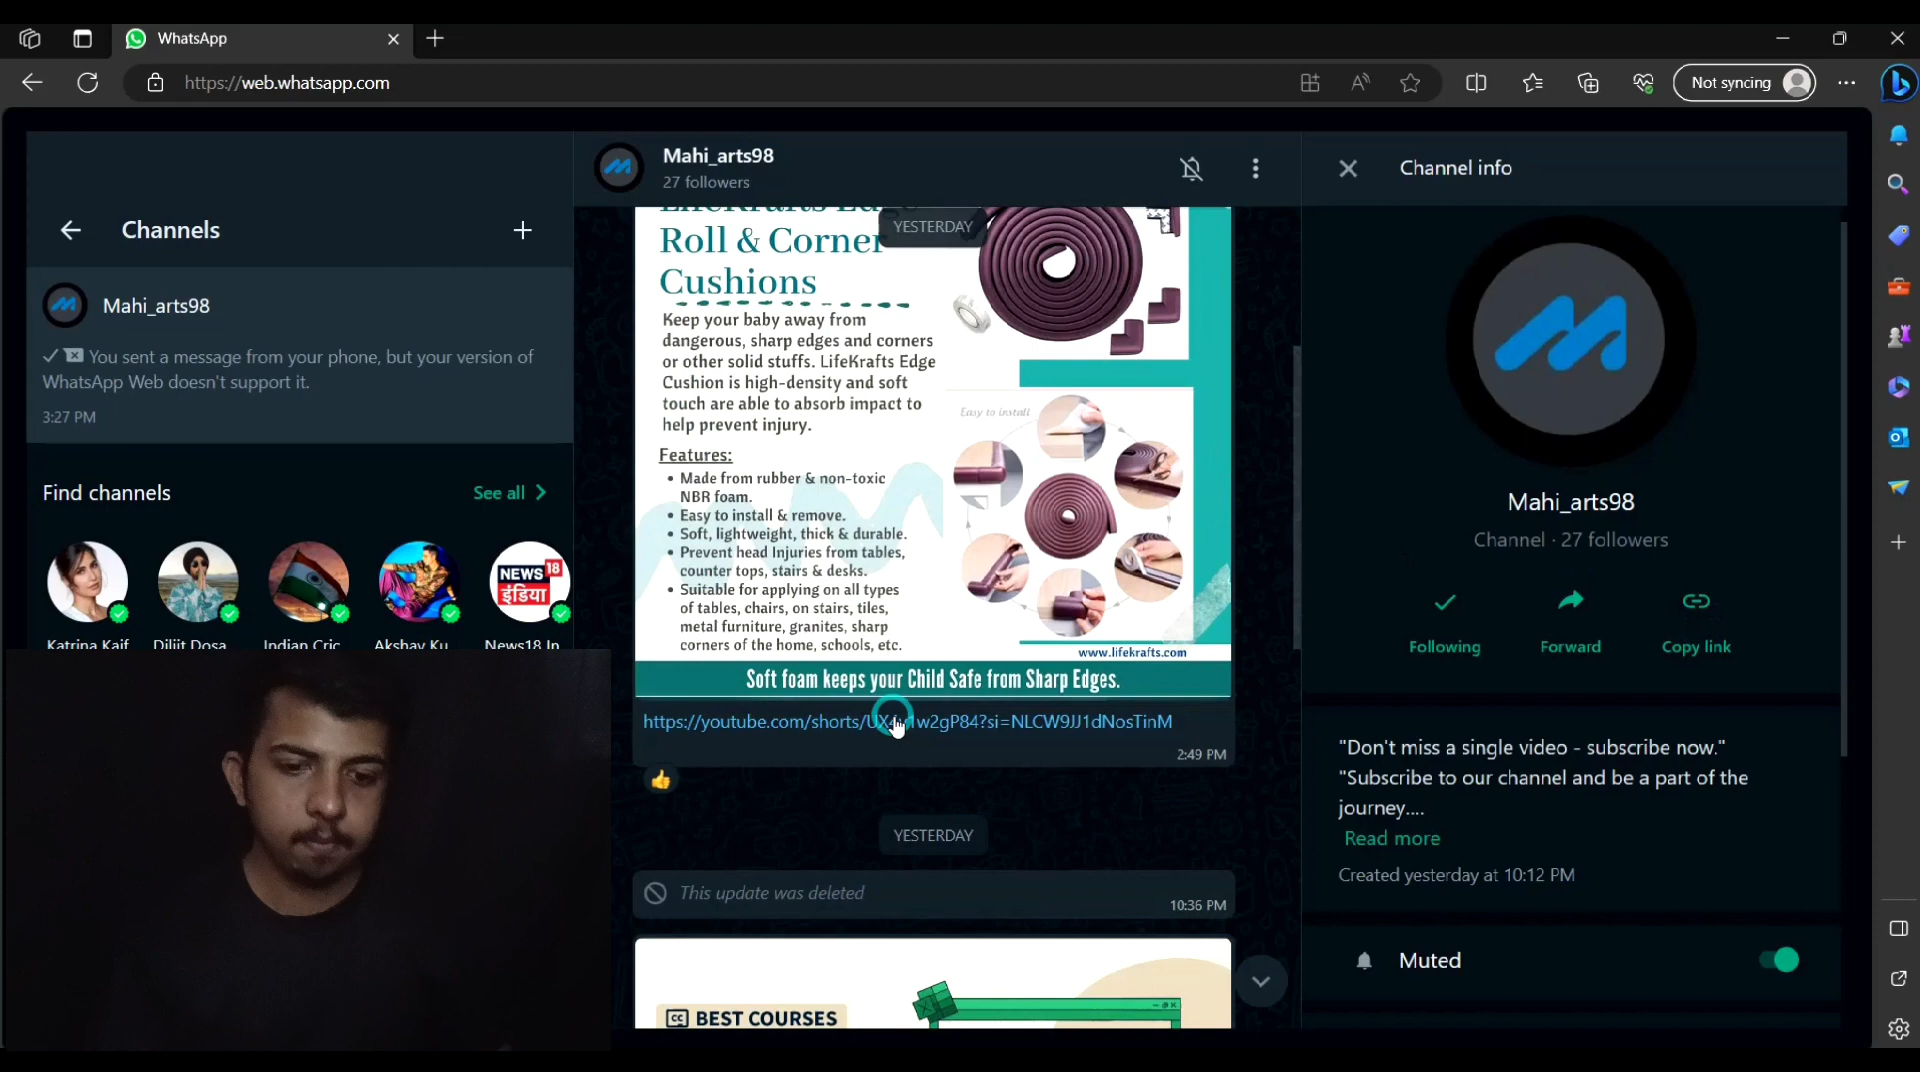 WhatsApp
https://web.whatsapp.com
Not syncing
Channels
Mahi_arts98
You sent a message from your phone, but your version of
WhatsApp Web doesn't support it.
3:27 PM
Find channels
See all
NEWS 18
इंडिया
Katrina Kaif
Diljit Dosa
Indian Cric
Akshay Ku
News18 In
Mahi_arts98
27 followers
YESTERDAY
Roll & Corner
Cushions
Keep your baby away from
dangerous, sharp edges and corners
or other solid stuffs. LifeKrafts Edge
Cushion is high-density and soft
touch are able to absorb impact to
help prevent injury.
Easy to install
Features:
• Made from rubber & non-toxic
NBR foam.
• Easy to install & remove.
• Soft, lightweight, thick & durable.
• Prevent head Injuries from tables,
counter tops, stairs & desks.
• Suitable for applying on all types
of tables, chairs, on stairs, tiles,
metal furniture, granites, sharp
corners of the home, schools, etc.
www.lifekrafts.com
Soft foam keeps your Child Safe from Sharp Edges.
2:49 PM
YESTERDAY
This update was deleted
10:36 PM
CC BEST COURSES
Channel info
Mahi_arts98
Channel · 27 followers
Following
Forward
Copy link
"Don't miss a single video - subscribe now."
"Subscribe to our channel and be a part of the
journey....
Read more
Created yesterday at 10:12 PM
Muted